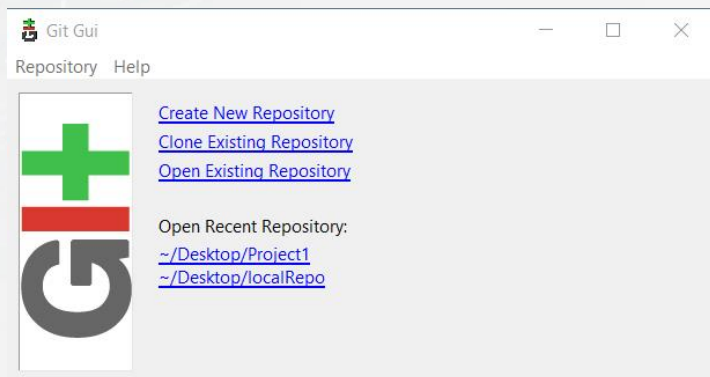 Git Gui
Repository Help
Create New Repository
Clone Existing Repository
Open Existing Repository
Open Recent Repository:
~/Desktop/Project1
~/Desktop/localRepo
Git